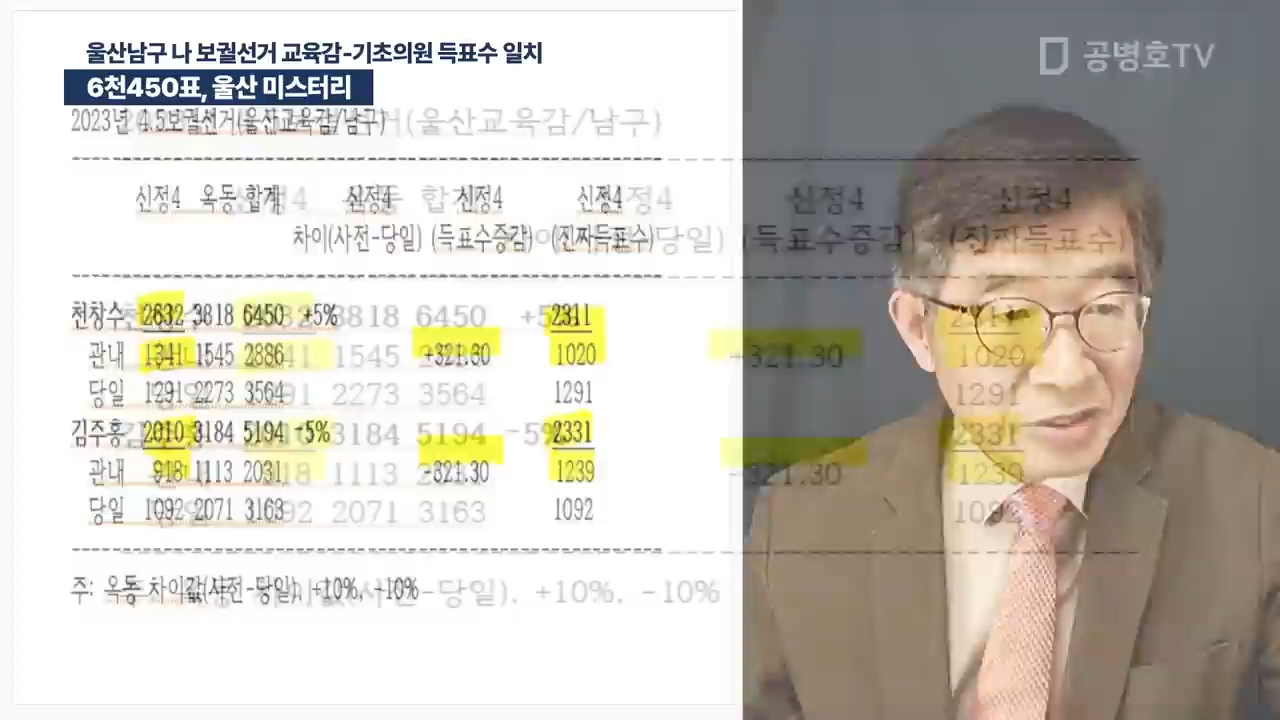 울산남구 나 보궐선거 교육감-기초의원 득표수 일치
6천450표, 울산 미스터리
공병호TV
2023년 4.5보궐선거(울산교육감/남구)
신정4 옥동 합계 신정4 신정4 신정4
차이(사전-당일) (득표수증감) (진짜득표수)
천창수 2632 3818 6450 +5% 2311
관내 1341 1545 2886 +321.30 1020
당일 1291 2273 3564 1291
김주홍 2010 3184 5194 -5% 2331
관내 918 1113 2031 -321.30 1239
당일 1092 2071 3163 1092
주: 옥동 차이값(사전-당일), +10%, -10%